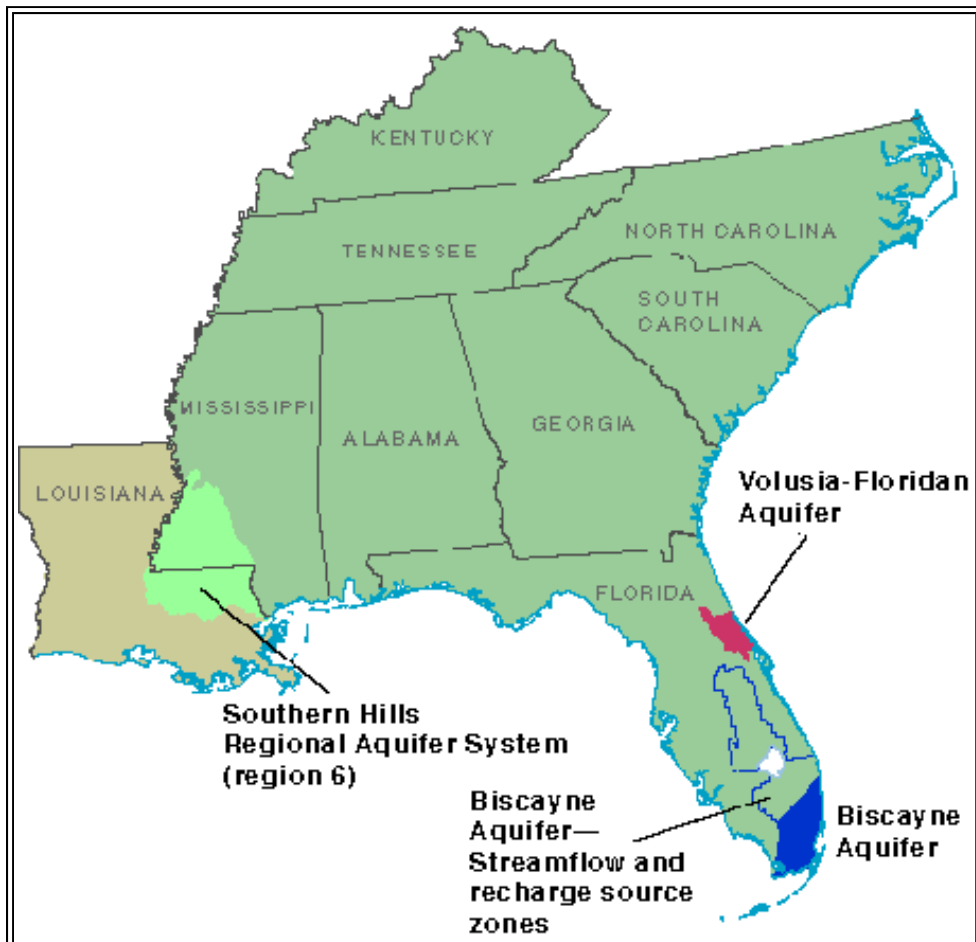 KENTUCKY
TENNESSEE
NORTH CAROLINA
SOUTH
CAROLINA
MISSISSIPPI
ALABAMA
GEORGIA
LOUISIANA
Volusia-Floridan
Aquifer
FLORIDA
Southern Hills
Regional Aquifer System
(region 6)
Biscayne
Aquifer—
Streamflow and
recharge source
zones
Biscayne
Aquifer